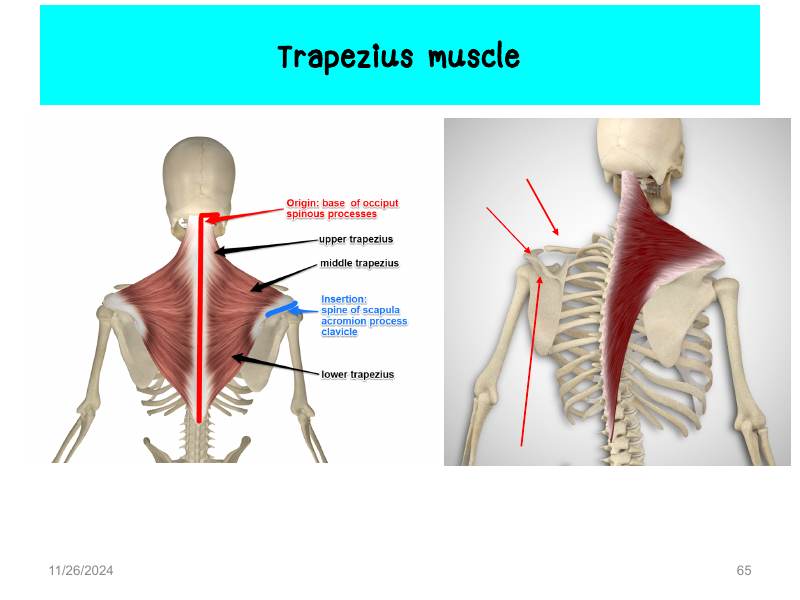 Trapezius muscle
Origin: base of occiput
spinous processes
upper trapezius
middle trapezius
Insertion:
spine of scapula
acromion process
clavicle
lower trapezius
11/26/2024
65